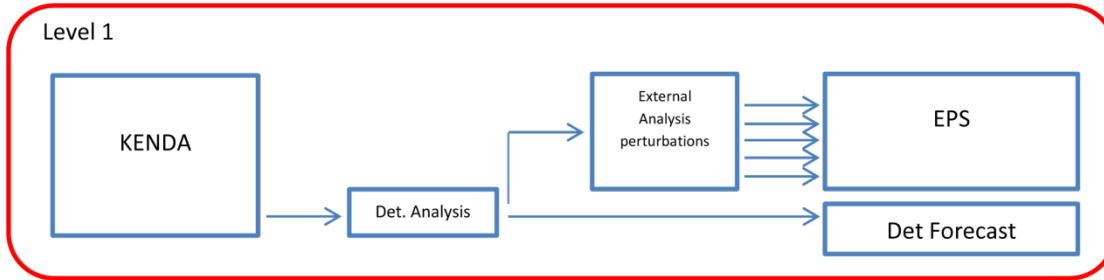 Level 1
KENDA
Det. Analysis
External
Analysis
perturbations
EPS
Det Forecast